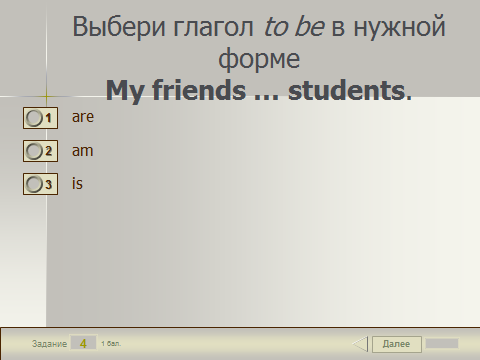 Выбери глагол to be в нужной
форме
My friends … students.
1 are
2 am
3 is
Задание 4 1 бал. Далее